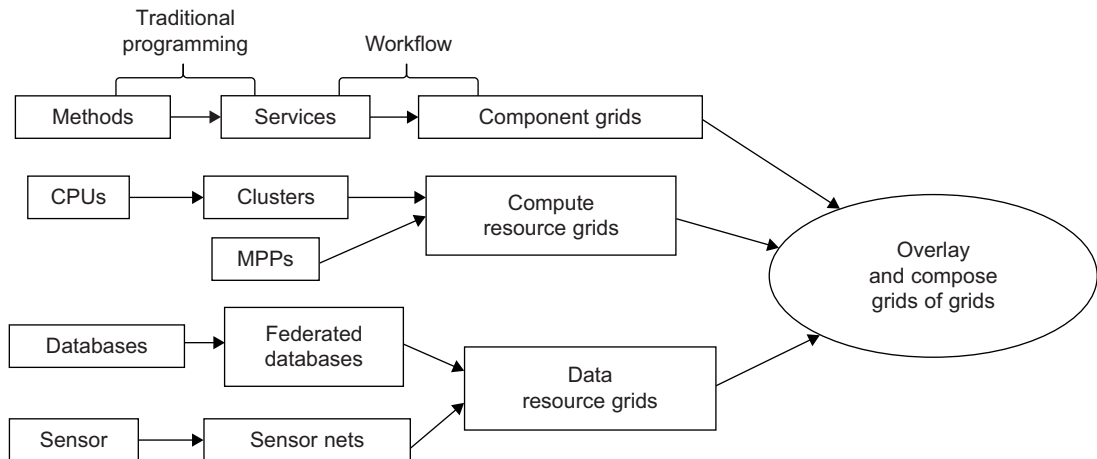 Traditional
programming
Workflow
Methods
Services
Component grids
CPUs
Clusters
Compute
resource grids
MPPs
Overlay
and compose
grids of grids
Databases
Federated
databases
Data
resource grids
Sensor
Sensor nets